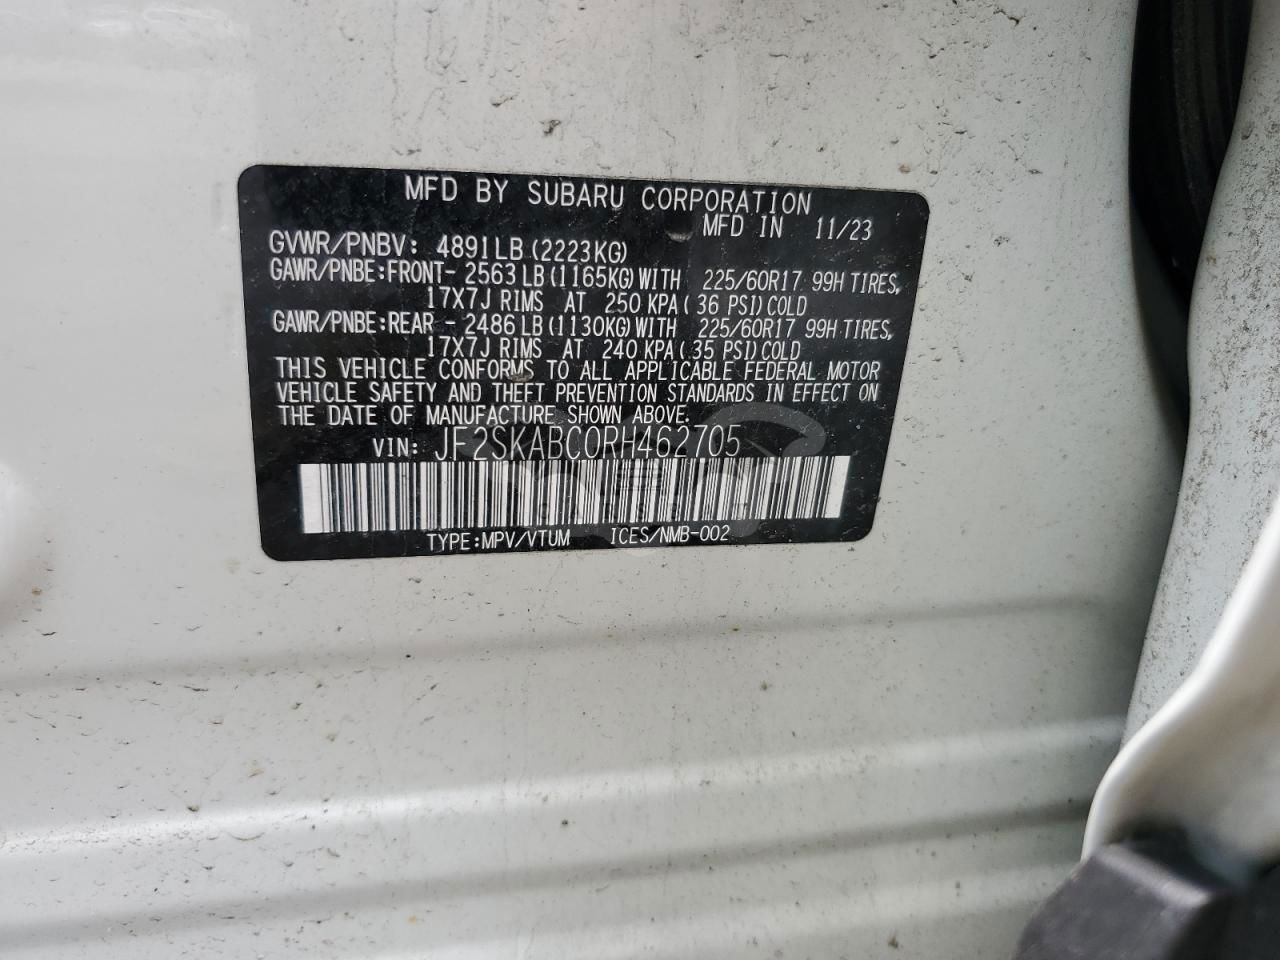 MFD BY SUBARU CORPORATION
MFD IN 11/23
GVWR/PNBV: 4891LB (2223KG)
GAWR/PNBE:FRONT- 2563 LB (1165KG) WITH 225/60R17 99H TIRES,
17X7J RIMS AT 250 KPA ( 36 PSI) COLD
GAWR/PNBE:REAR - 2486 LB (1130KG) WITH 225/60R17 99H TIRES,
17X7J RIMS AT 240 KPA ( 35 PSI) COLD
THIS VEHICLE CONFORMS TO ALL APPLICABLE FEDERAL MOTOR
VEHICLE SAFETY AND THEFT PREVENTION STANDARDS IN EFFECT ON
THE DATE OF MANUFACTURE SHOWN ABOVE.
VIN: JF2SKABC0RH462705
TYPE:MPV/VTUM ICES/NMB-002